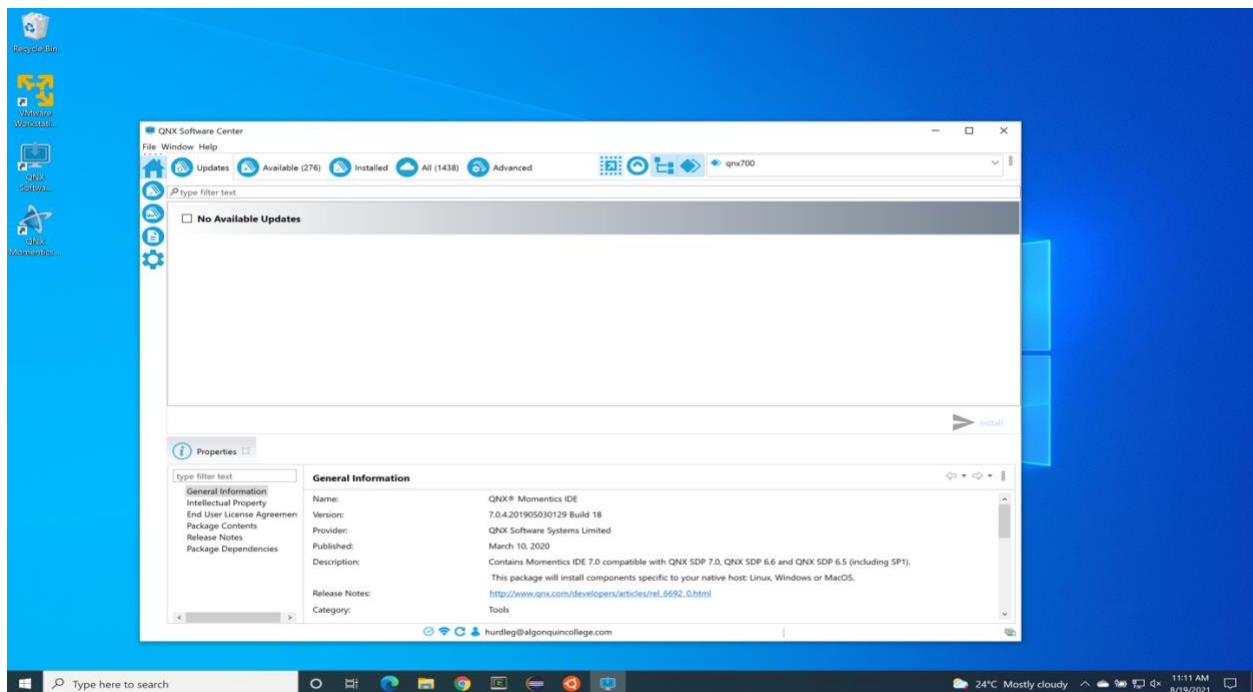 Recycle Bin
VMware
Workstati...
QNX
Softwa...
QNX
Momentics ...
QNX Software Center
File Window Help
Updates Available (276) Installed All (1438) Advanced qnx700
type filter text
No Available Updates
Install
Properties
type filter text
General Information
Intellectual Property
End User License Agreemen
Package Contents
Release Notes
Package Dependencies
General Information
Name: QNX® Momentics IDE
Version: 7.0.4.201905030129 Build 18
Provider: QNX Software Systems Limited
Published: March 10, 2020
Description: Contains Momentics IDE 7.0 compatible with QNX SDP 7.0, QNX SDP 6.6 and QNX SDP 6.5 (including SP1).
This package will install components specific to your native host: Linux, Windows or MacOS.
Release Notes: http://www.qnx.com/developers/articles/rel_6692_0.html
Category: Tools
hurdleg@algonquincollege.com
Type here to search
24°C Mostly cloudy
11:11 AM
8/19/2021